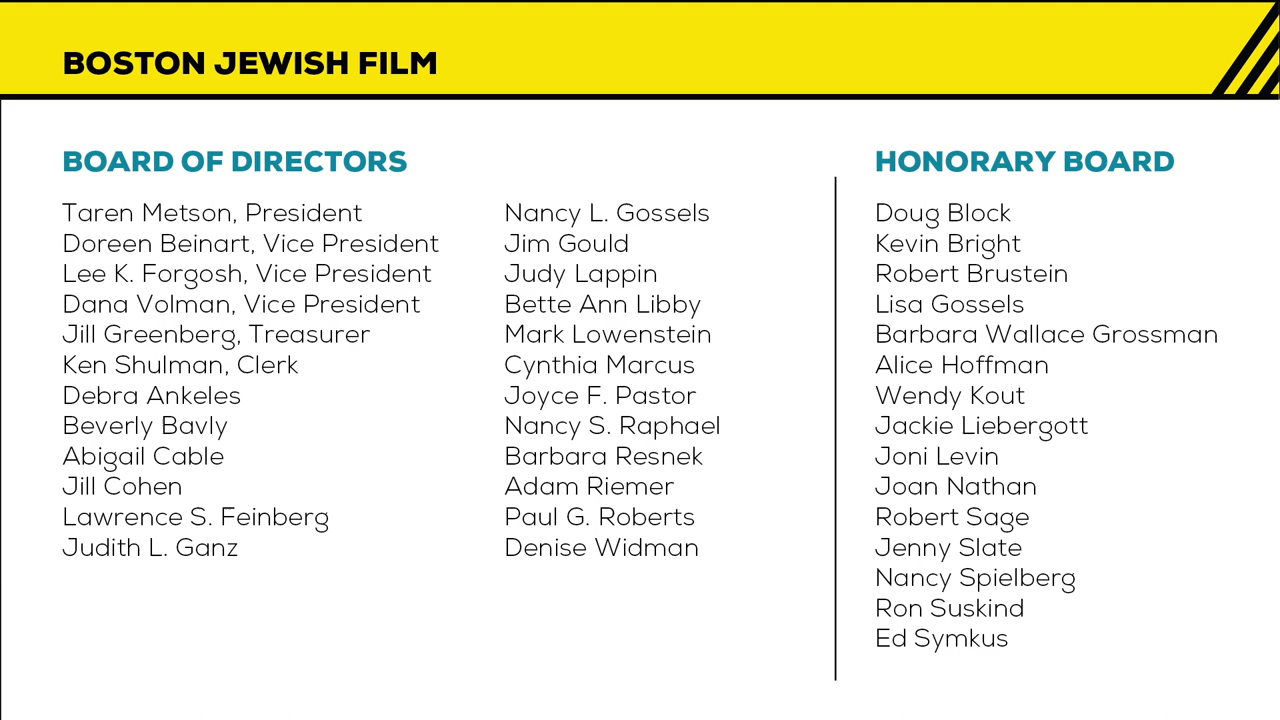 BOSTON JEWISH FILM
BOARD OF DIRECTORS
Taren Metson, President
Doreen Beinart, Vice President
Lee K. Forgosh, Vice President
Dana Volman, Vice President
Jill Greenberg, Treasurer
Ken Shulman, Clerk
Debra Ankeles
Beverly Bavly
Abigail Cable
Jill Cohen
Lawrence S. Feinberg
Judith L. Ganz
Nancy L. Gossels
Jim Gould
Judy Lappin
Bette Ann Libby
Mark Lowenstein
Cynthia Marcus
Joyce F. Pastor
Nancy S. Raphael
Barbara Resnek
Adam Riemer
Paul G. Roberts
Denise Widman
HONORARY BOARD
Doug Block
Kevin Bright
Robert Brustein
Lisa Gossels
Barbara Wallace Grossman
Alice Hoffman
Wendy Kout
Jackie Liebergott
Joni Levin
Joan Nathan
Robert Sage
Jenny Slate
Nancy Spielberg
Ron Suskind
Ed Symkus